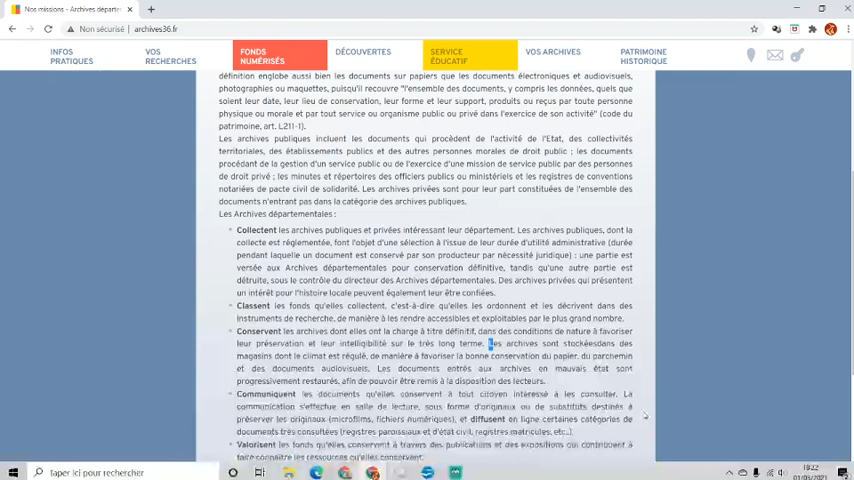 Nos missions - Archives départe
Non sécurisé | archives36.fr
INFOS PRATIQUES
VOS RECHERCHES
FONDS NUMÉRISÉS
DÉCOUVERTES
SERVICE ÉDUCATIF
VOS ARCHIVES
PATRIMOINE HISTORIQUE
définition englobe aussi bien les documents sur papiers que les documents électroniques et audiovisuels,
photographies ou maquettes, puisqu'il recouvre "l'ensemble des documents, y compris les données, quels que
soient leur date, leur lieu de conservation, leur forme et leur support, produits ou reçus par toute personne
physique ou morale et par tout service ou organisme public ou privé dans l'exercice de son activité" (code du
patrimoine, art. L211-1).
Les archives publiques incluent les documents qui procèdent de l'activité de l'Etat, des collectivités
territoriales, des établissements publics et des autres personnes morales de droit public ; les documents
procédant de la gestion d'un service public ou de l'exercice d'une mission de service public par des personnes
de droit privé ; les minutes et répertoires des officiers publics ou ministériels et les registres de conventions
notariées de pacte civil de solidarité. Les archives privées sont pour leur part constituées de l'ensemble des
documents n'entrant pas dans la catégorie des archives publiques.
Les Archives départementales :
Collectent les archives publiques et privées intéressant leur département. Les archives publiques, dont la
collecte est réglementée, font l'objet d'une sélection à l'issue de leur durée d'utilité administrative (durée
pendant laquelle un document est conservé par son producteur par nécessité juridique) : une partie est
versée aux Archives départementales pour conservation définitive, tandis qu'une autre partie est
détruite, sous le contrôle du directeur des Archives départementales. Des archives privées qui présentent
un intérêt pour l'histoire locale peuvent également leur être confiées.
Classent les fonds qu'elles collectent, c'est-à-dire qu'elles les ordonnent et les décrivent dans des
instruments de recherche, de manière à les rendre accessibles et exploitables par le plus grand nombre.
Conservent les archives dont elles ont la charge à titre définitif, dans des conditions de nature à favoriser
leur préservation et leur intelligibilité sur le très long terme. Les archives sont stockéesdans des
magasins dont le climat est régulé, de manière à favoriser la bonne conservation du papier, du parchemin
et des documents audiovisuels. Les documents entrés aux archives en mauvais état sont
progressivement restaurés, afin de pouvoir être remis à la disposition des lecteurs.
Communiquent les documents qu'elles conservent à tout citoyen intéressé à les consulter. La
communication s'effectue en salle de lecture, sous forme d'originaux ou de substituts destinés à
préserver les originaux (microfilms, fichiers numériques), et diffusent en ligne certaines catégories de
documents très consultées (registres paroissiaux et d'état civil, registres matricules, etc.).
Valorisent les fonds qu'elles conservent à travers des publications et des expositions qui contribuent à
faire connaître les ressources qu'elles conservent.
Taper ici pour rechercher
18:22
01/03/2021